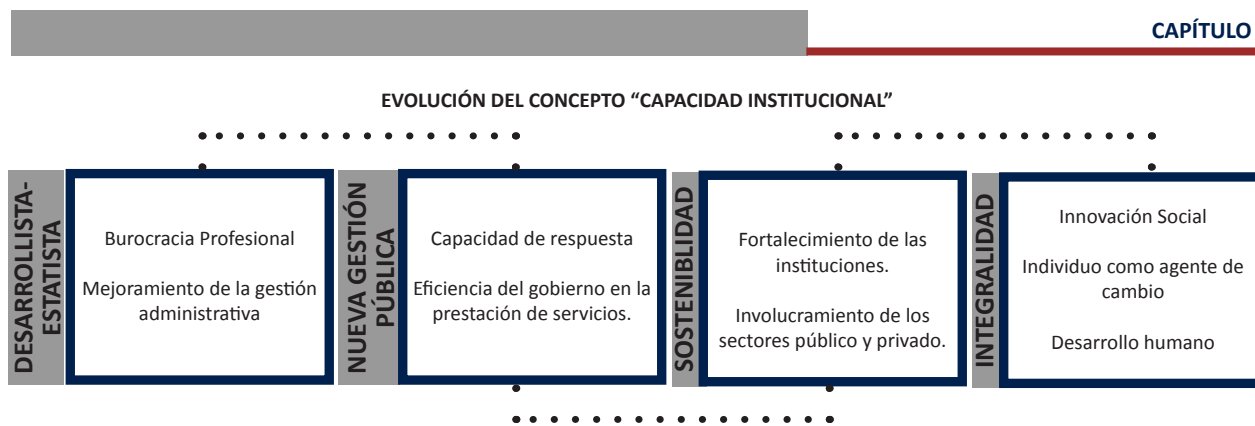 CAPÍTULO
EVOLUCIÓN DEL CONCEPTO “CAPACIDAD INSTITUCIONAL”
DESARROLLISTA-
ESTATISTA
Burocracia Profesional
Mejoramiento de la gestión
administrativa
NUEVA GESTIÓN
PÚBLICA
Capacidad de respuesta
Eficiencia del gobierno en la
prestación de servicios.
SOSTENIBLIDAD
Fortalecimiento de las
instituciones.
Involucramiento de los
sectores público y privado.
INTEGRALIDAD
Innovación Social
Individuo como agente de
cambio
Desarrollo humano